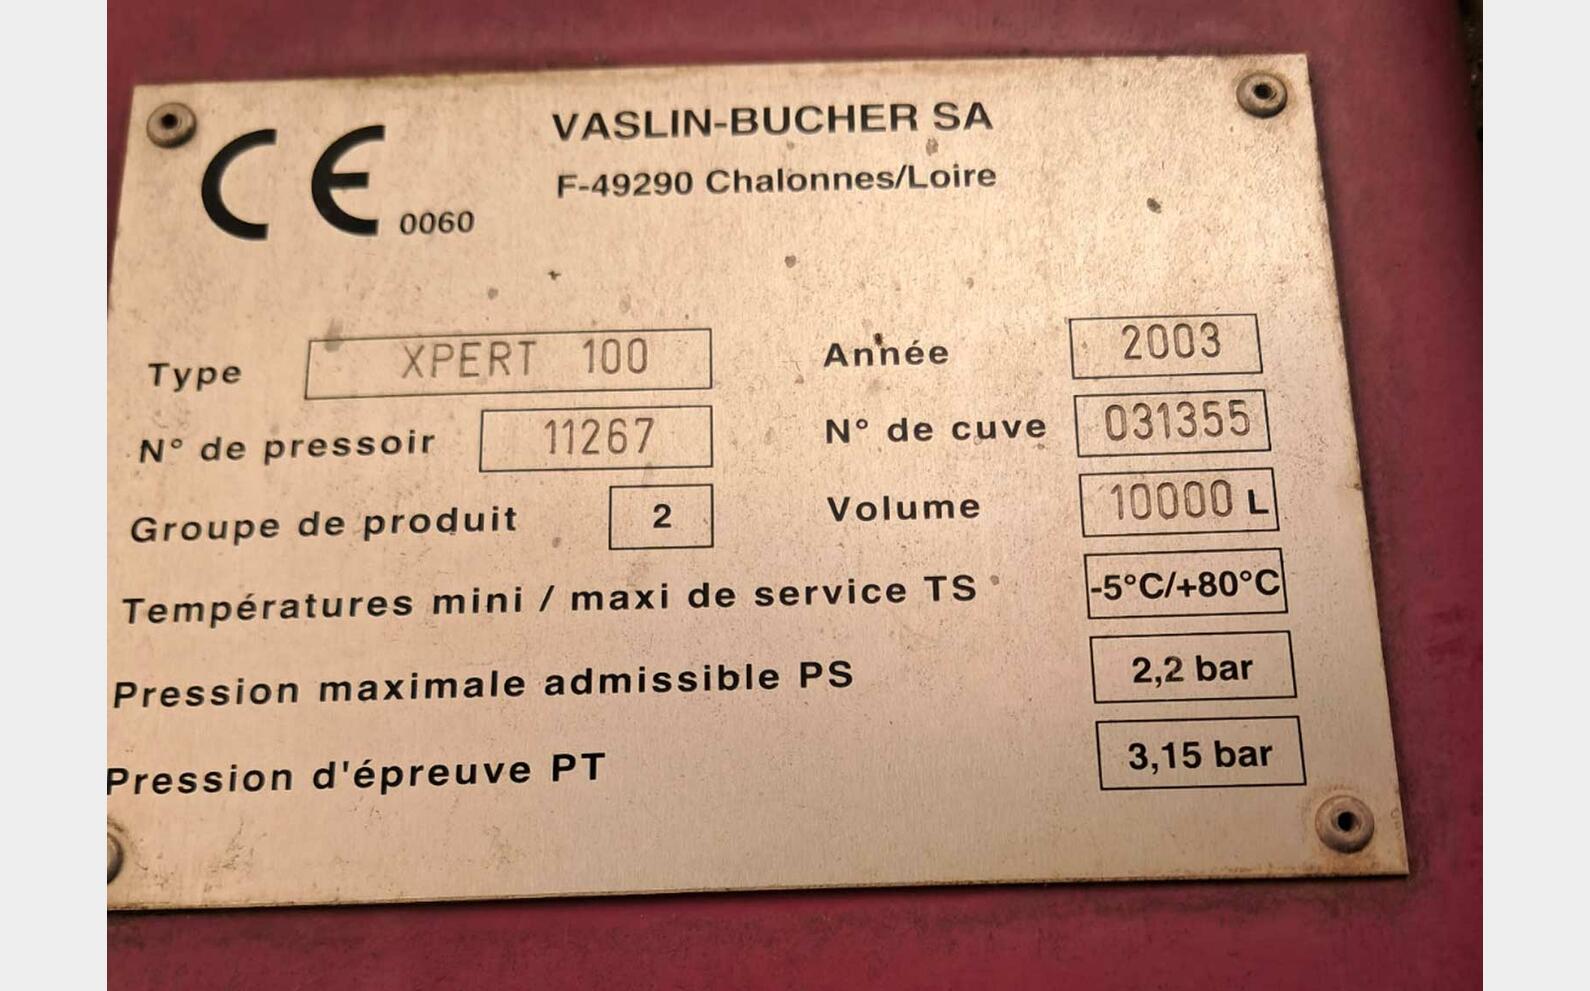 CE 0060
VASLIN-BUCHER SA
F-49290 Chalonnes/Loire
Type XPERT 100
Année 2003
N° de pressoir 11267
N° de cuve 031355
Groupe de produit 2
Volume 10000 L
Températures mini / maxi de service TS -5°C/+80°C
Pression maximale admissible PS 2,2 bar
Pression d'épreuve PT 3,15 bar